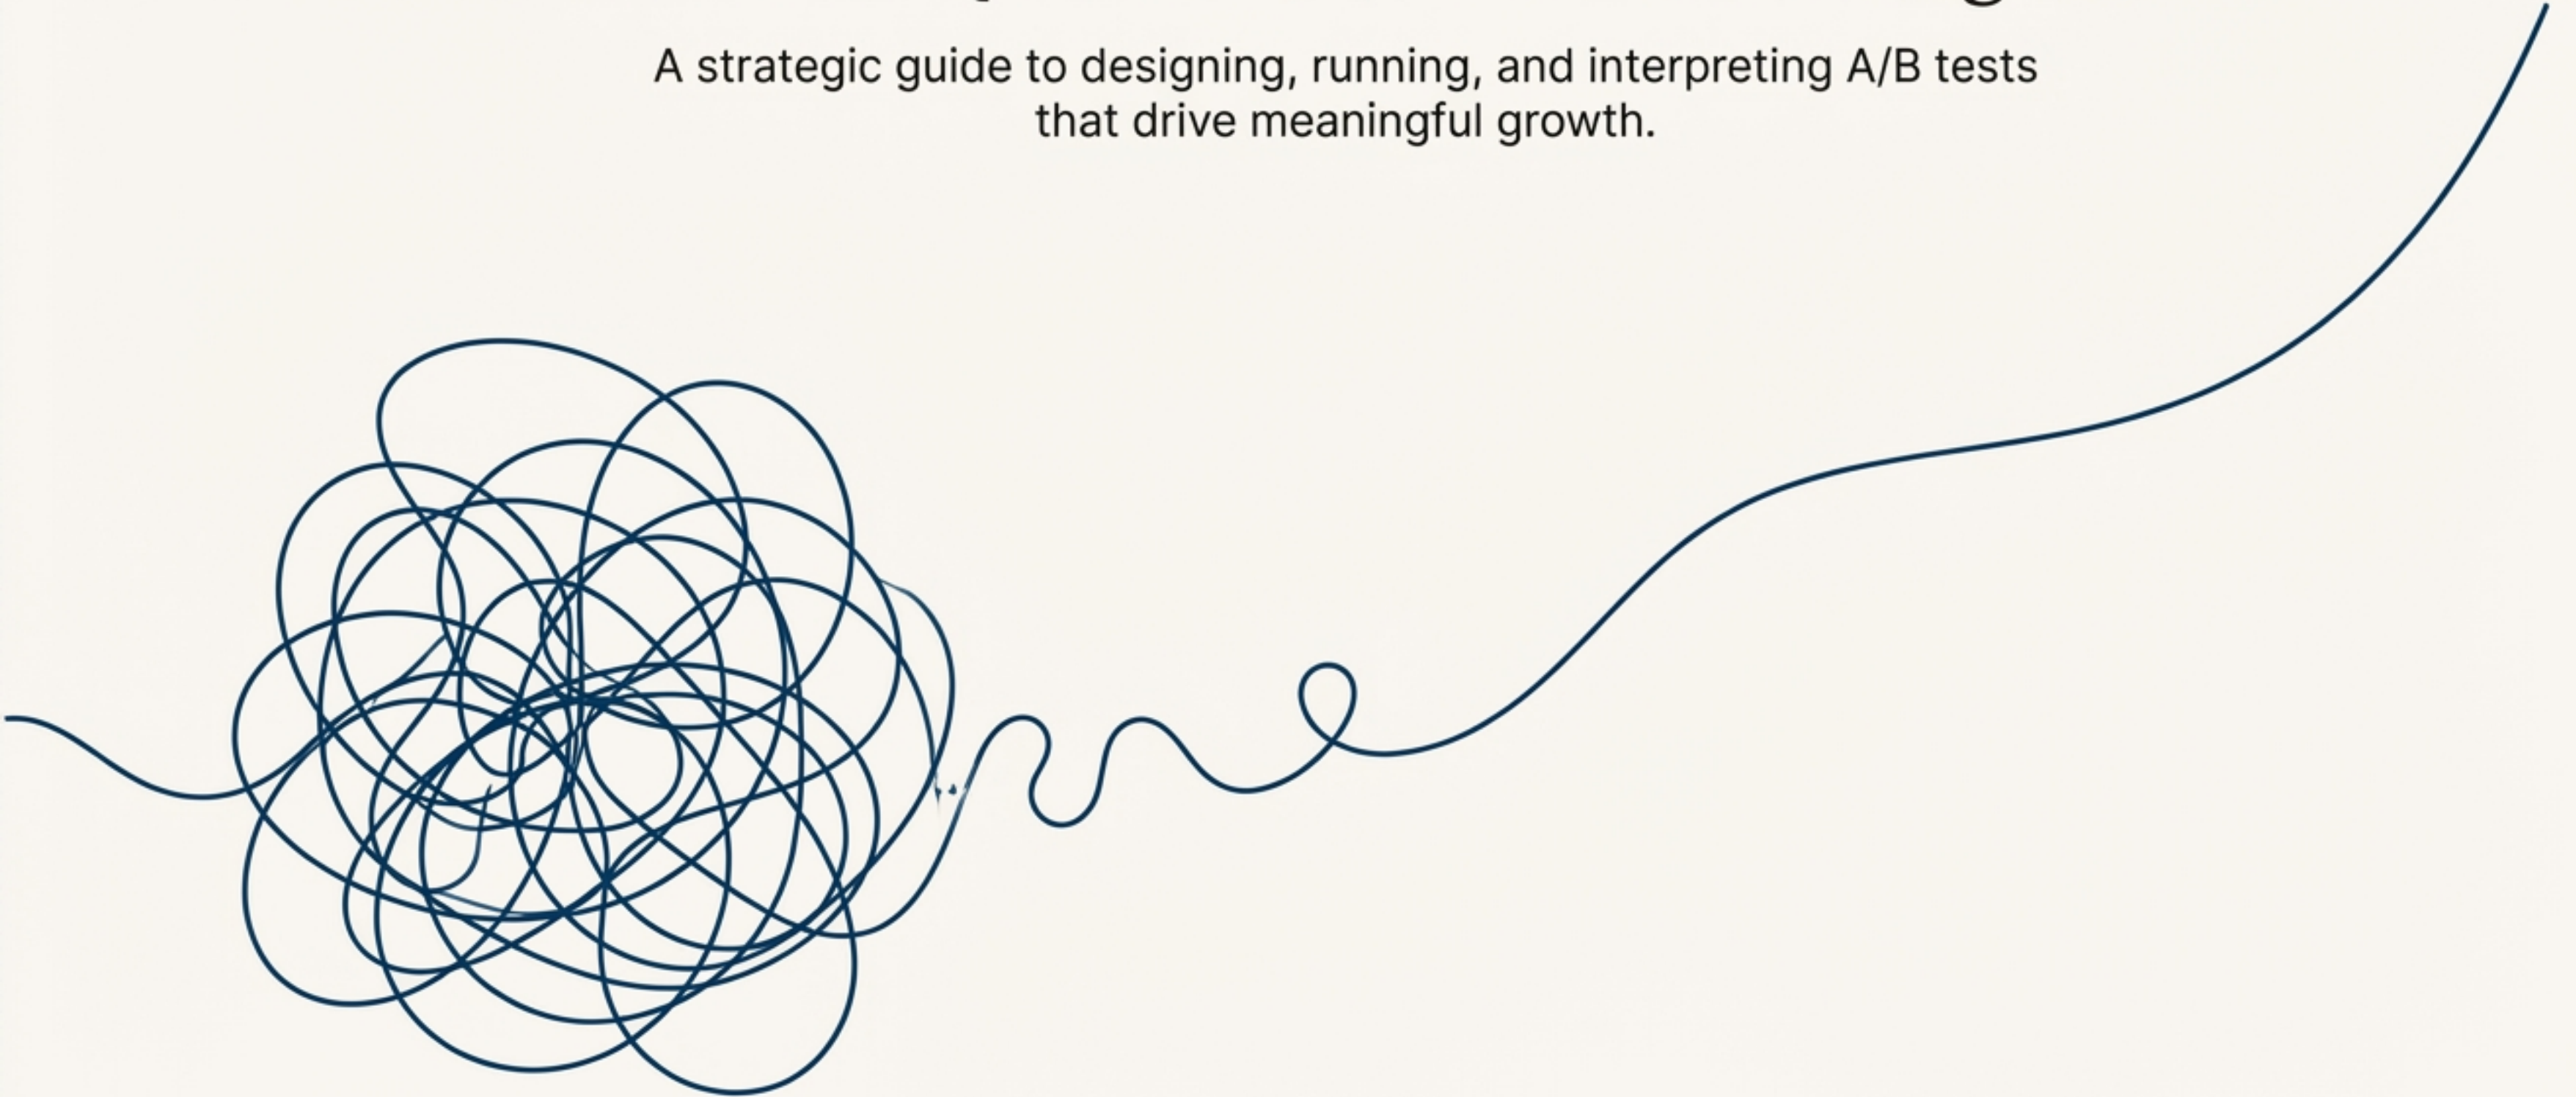 A strategic guide to designing, running, and interpreting A/B tests
that drive meaningful growth.